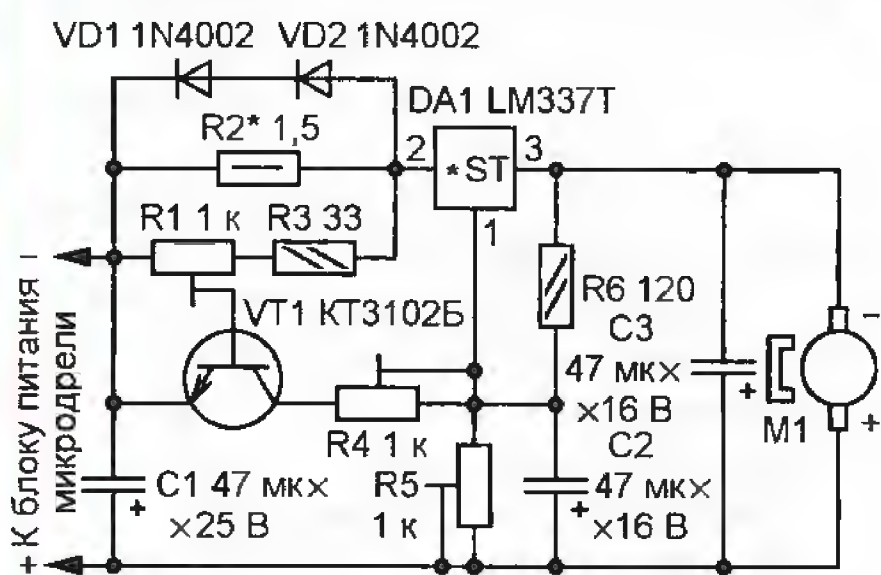 VD1 1N4002 VD2 1N4002
DA1 LM337T
R2* 1,5
2
*ST
3
R1 1 к R3 33
1
VT1 КТ3102Б
R6 120
C3
47 мк×
×16 В
–
М1
+
+
R4 1 к
C1 47 мк×
×25 В
+
R5
1 к
C2
47 мк×
×16 В
+
+ К блоку питания –
микродрели